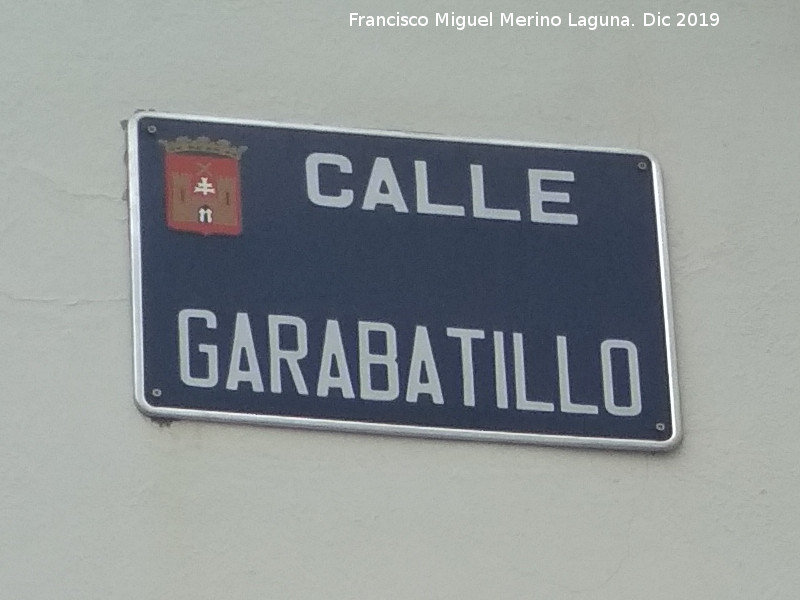 Francisco Miguel Merino Laguna. Dic 2019
CALLE
GARABATILLO